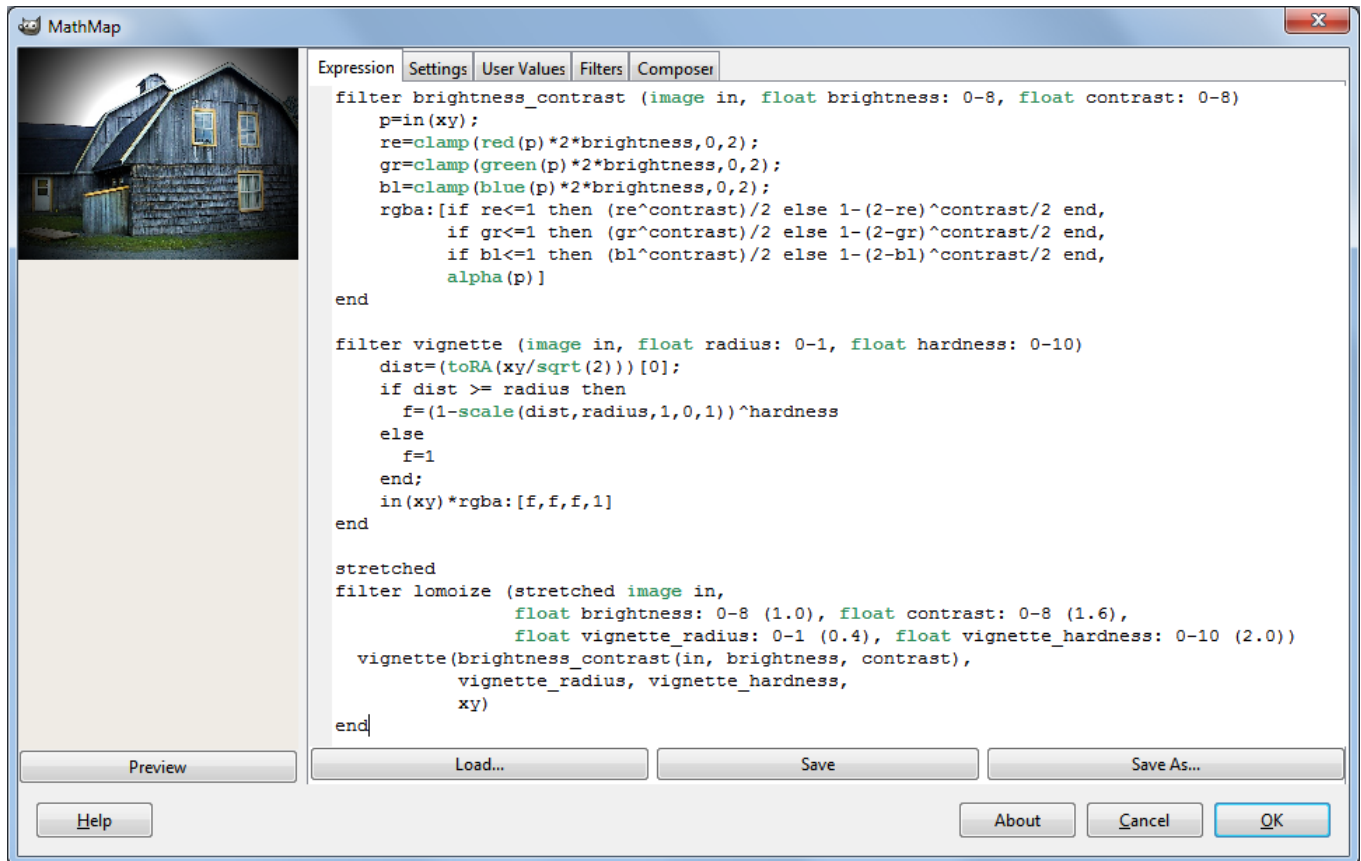 MathMap
Expression Settings User Values Filters Composer
filter brightness_contrast (image in, float brightness: 0-8, float contrast: 0-8)
    p=in(xy);
    re=clamp(red(p)*2*brightness,0,2);
    gr=clamp(green(p)*2*brightness,0,2);
    bl=clamp(blue(p)*2*brightness,0,2);
    rgba:[if re<=1 then (re^contrast)/2 else 1-(2-re)^contrast/2 end,
          if gr<=1 then (gr^contrast)/2 else 1-(2-gr)^contrast/2 end,
          if bl<=1 then (bl^contrast)/2 else 1-(2-bl)^contrast/2 end,
          alpha(p)]
end
filter vignette (image in, float radius: 0-1, float hardness: 0-10)
    dist=(toRA(xy/sqrt(2)))[0];
    if dist >= radius then
      f=(1-scale(dist,radius,1,0,1))^hardness
    else
      f=1
    end;
    in(xy)*rgba:[f,f,f,1]
end
stretched
filter lomoize (stretched image in,
                float brightness: 0-8 (1.0), float contrast: 0-8 (1.6),
                float vignette_radius: 0-1 (0.4), float vignette_hardness: 0-10 (2.0))
  vignette(brightness_contrast(in, brightness, contrast),
           vignette_radius, vignette_hardness,
           xy)
end
Preview Load... Save Save As...
Help About Cancel OK